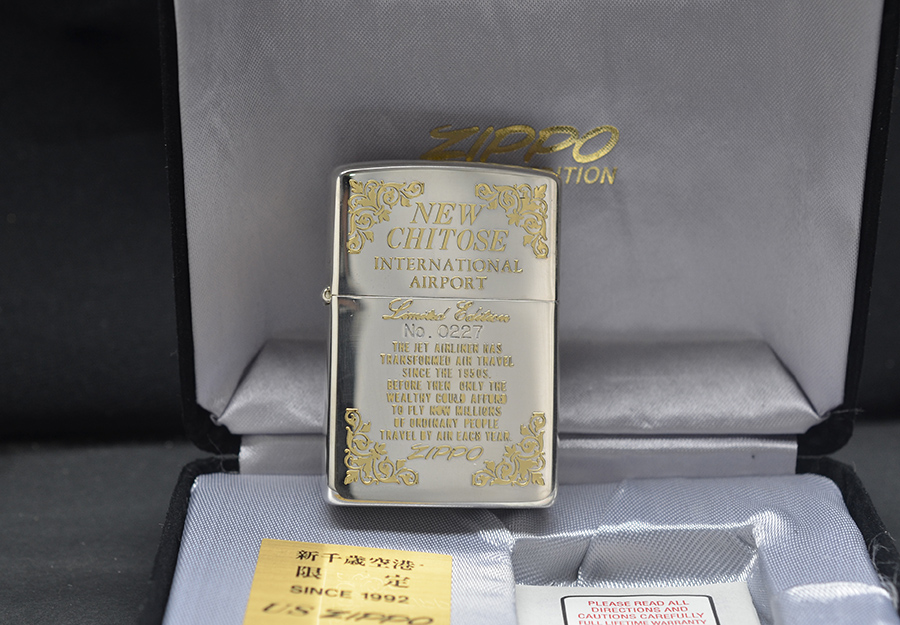 ZIPPO
NEW
CHITOSE
INTERNATIONAL
AIRPORT
Limited Edition
No. 0227
THE JET AIRLINER HAS
TRANSFORMED AIR TRAVEL
SINCE THE 1950S.
BEFORE THEN ONLY THE
WEALTHY COULD AFFORD
TO FLY NOW MILLIONS
OF ORDINARY PEOPLE
TRAVEL BY AIR EACH YEAR.
ZIPPO
新千歳空港
限 定
SINCE 1992
US ZIPPO
PLEASE READ ALL
DIRECTIONS AND
CAUTIONS CAREFULLY
FULL LIFETIME WARRANTY